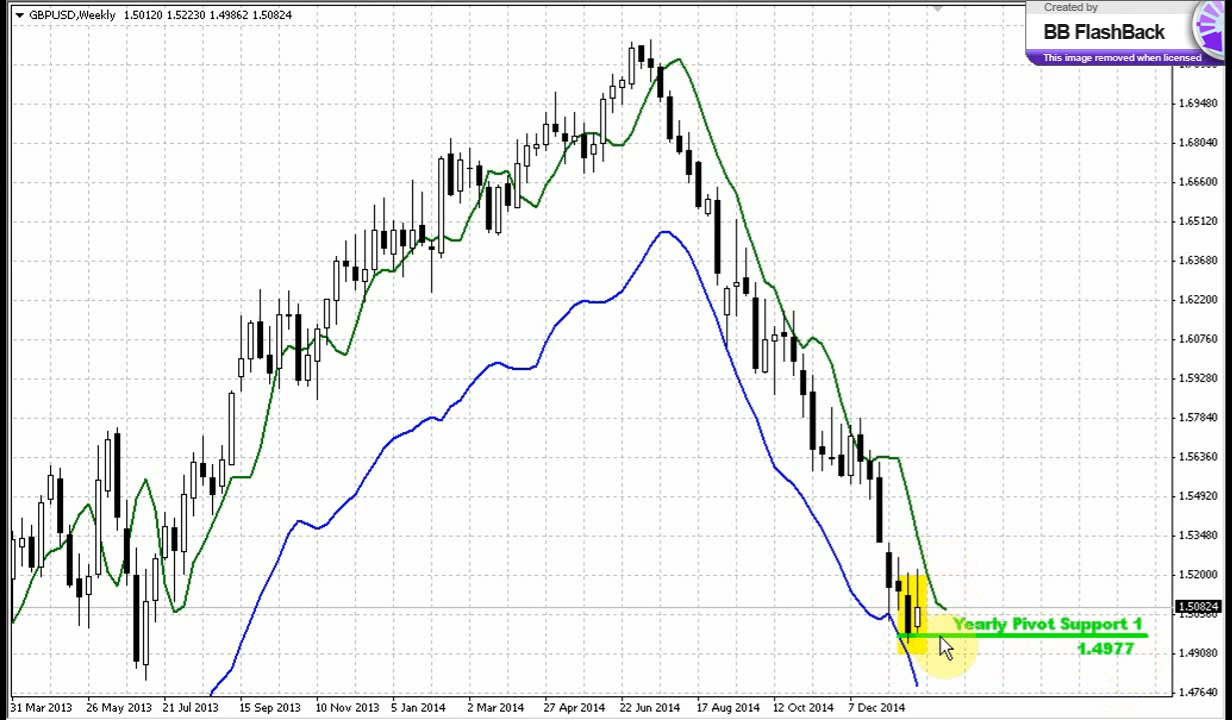 GBPUSD,Weekly 1.50120 1.52230 1.49862 1.50824
Created by
BB FlashBack
This image removed when licensed
1.69480
1.68040
1.66600
1.65120
1.63680
1.62200
1.60760
1.59280
1.57840
1.56360
1.54920
1.53480
1.52000
1.50824
Yearly Pivot Support 1
1.4977
1.49080
1.47640
31 Mar 2013 26 May 2013 21 Jul 2013 15 Sep 2013 10 Nov 2013 5 Jan 2014 2 Mar 2014 27 Apr 2014 22 Jun 2014 17 Aug 2014 12 Oct 2014 7 Dec 2014